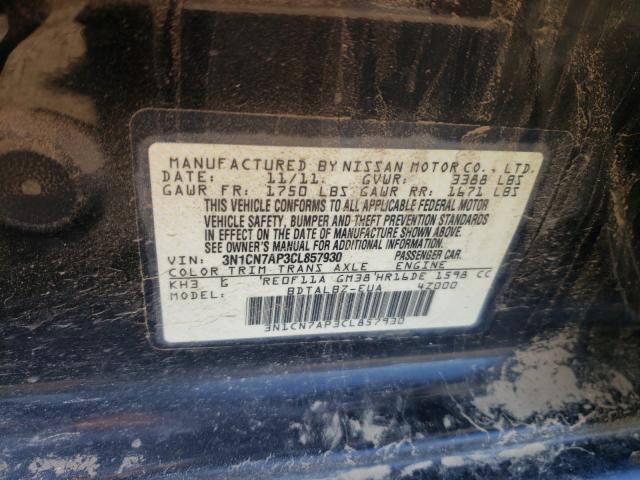 MANUFACTURED BY NISSAN MOTOR CO., LTD.
DATE: 11/11. GVWR: 3388 LBS
GAWR FR: 1750 LBS GAWR RR: 1671 LBS
THIS VEHICLE CONFORMS TO ALL APPLICABLE FEDERAL MOTOR
VEHICLE SAFETY, BUMPER AND THEFT PREVENTION STANDARDS
IN EFFECT ON THE DATE OF MANUFACTURE SHOWN ABOVE.
SEE OWNER'S MANUAL FOR ADDITIONAL INFORMATION.
VIN: 3N1CN7AP3CL857930 PASSENGER CAR.
COLOR TRIM TRANS AXLE ENGINE
KH3 G RE0F11A GM38 HR16DE 1598 CC
MODEL: BDTALBZ-EUA 4Z000
3N1CN7AP3CL857930